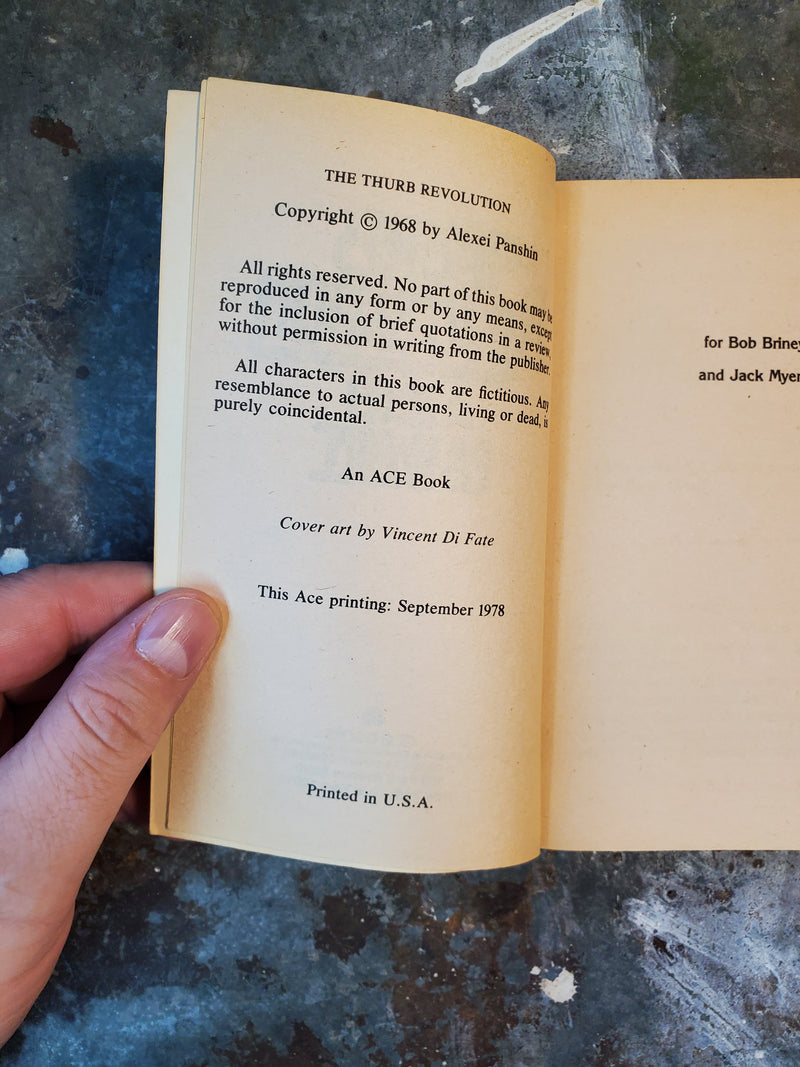 THE THURB REVOLUTION
Copyright © 1968 by Alexei Panshin
All rights reserved. No part of this book may be
reproduced in any form or by any means, except
for the inclusion of brief quotations in a review,
without permission in writing from the publisher.
All characters in this book are fictitious. Any
resemblance to actual persons, living or dead, is
purely coincidental.
An ACE Book
Cover art by Vincent Di Fate
This Ace printing: September 1978
Printed in U.S.A.
for Bob Briney
and Jack Myer